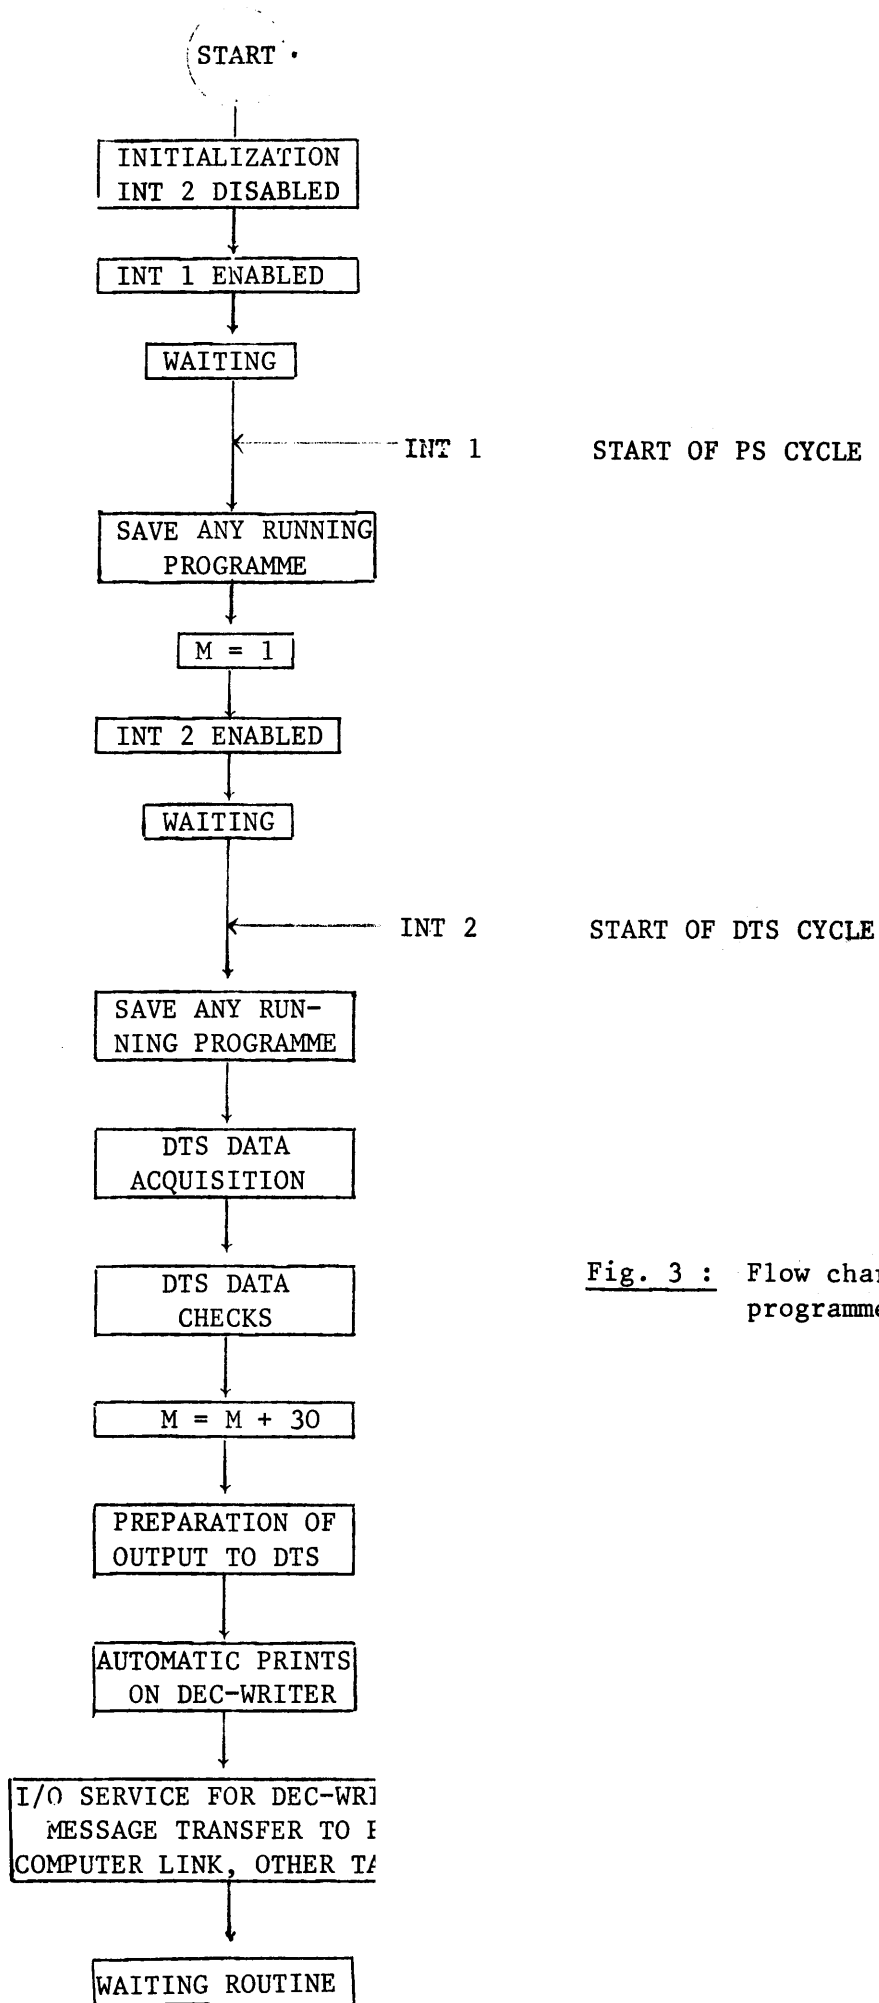 START
INITIALIZATION
INT 2 DISABLED
INT 1 ENABLED
WAITING
INT 1 START OF PS CYCLE
SAVE ANY RUNNING
PROGRAMME
M = 1
INT 2 ENABLED
WAITING
INT 2 START OF DTS CYCLE
SAVE ANY RUN-
NING PROGRAMME
DTS DATA
ACQUISITION
DTS DATA
CHECKS
Fig. 3 : Flow
programme
M = M + 30
PREPARATION OF
OUTPUT TO DTS
AUTOMATIC PRINTS
ON DEC-WRITER
I/O SERVICE FOR
MESSAGE TRANSFER TO
COMPUTER LINK, OTHER
WAITING ROUTINE